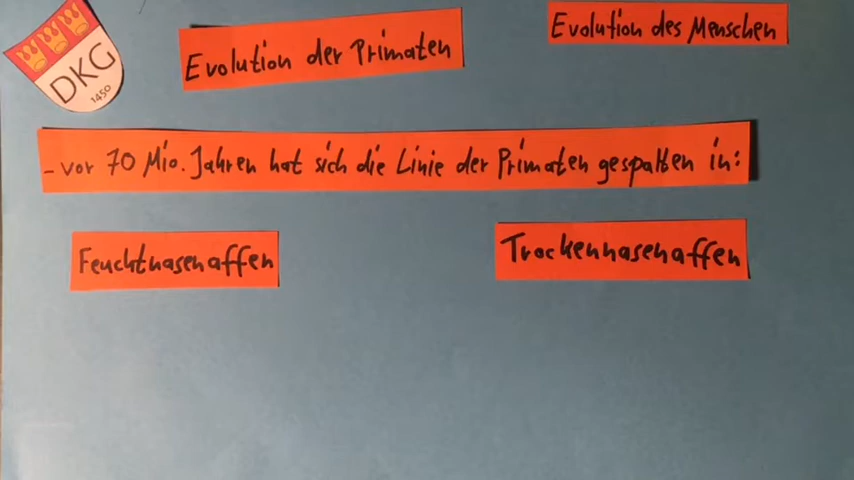 DKG
1450
Evolution der Primaten
Evolution des Menschen
- vor 70 Mio. Jahren hat sich die Linie der Primaten gespalten in:
Feuchtnasenaffen
Trockennasenaffen